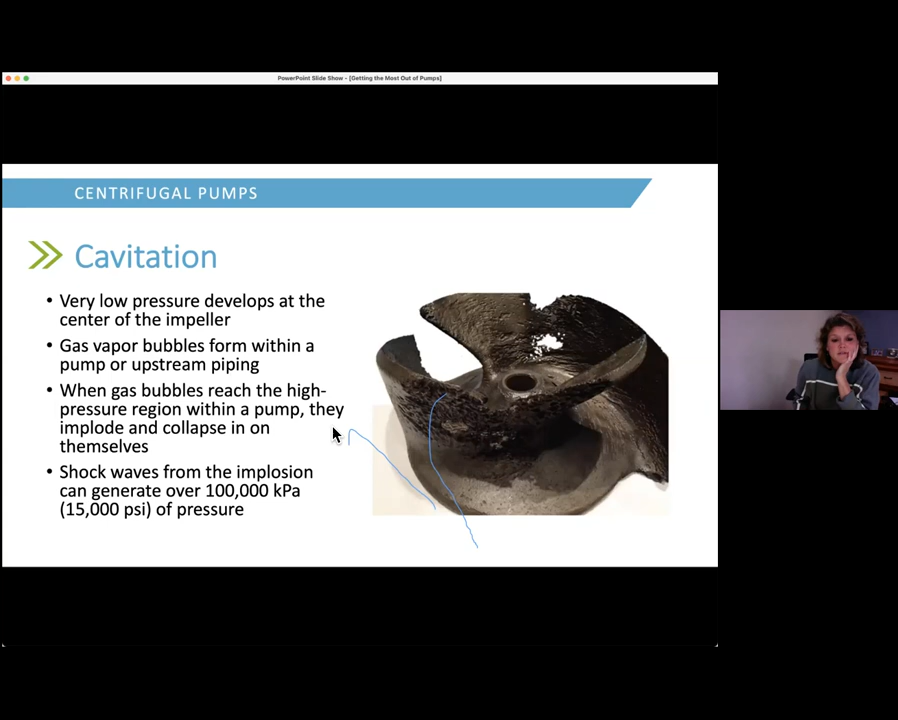 PowerPoint Slide Show - [Getting the Most Out of Pumps]
CENTRIFUGAL PUMPS
Cavitation
• Very low pressure develops at the
center of the impeller
• Gas vapor bubbles form within a
pump or upstream piping
• When gas bubbles reach the high-
pressure region within a pump, they
implode and collapse in on
themselves
• Shock waves from the implosion
can generate over 100,000 kPa
(15,000 psi) of pressure